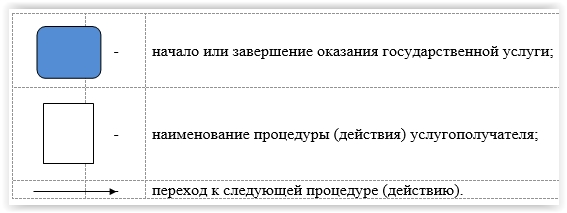 - начало или завершение оказания государственной услуги;
- наименование процедуры (действия) услугополучателя;
переход к следующей процедуре (действию).